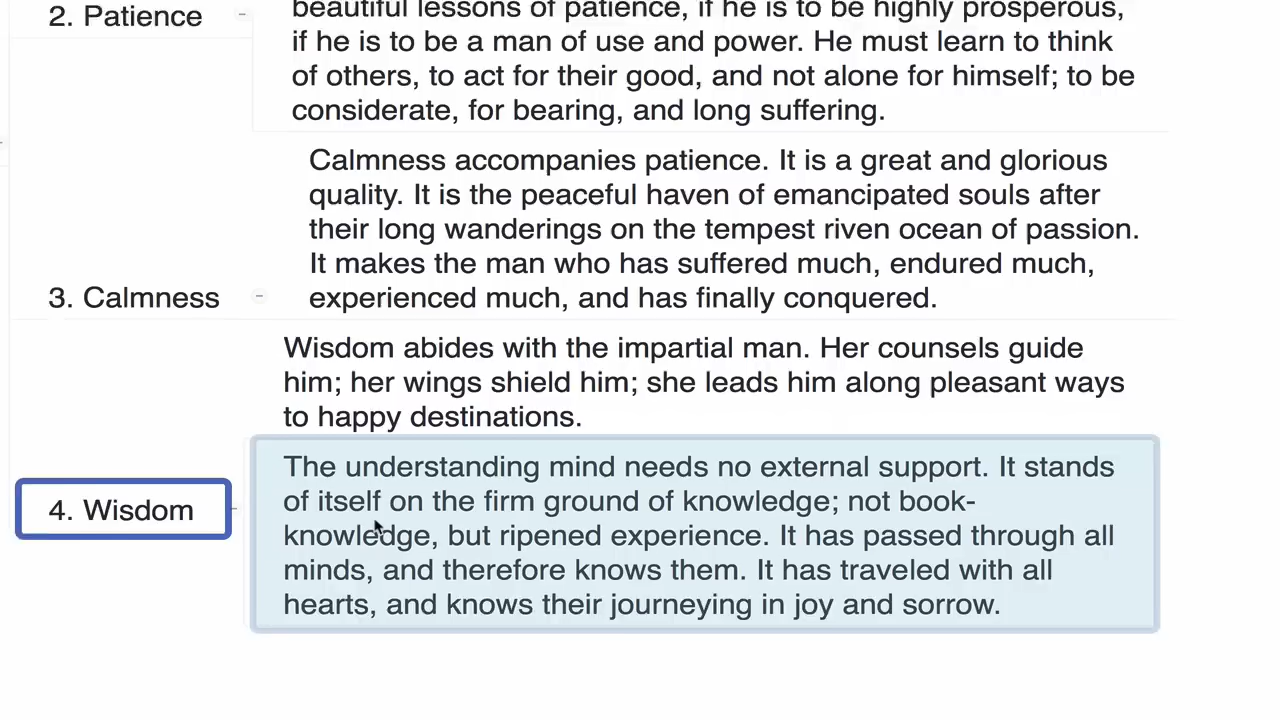 2. Patience
beautiful lessons of patience, if he is to be highly prosperous,
if he is to be a man of use and power. He must learn to think
of others, to act for their good, and not alone for himself; to be
considerate, for bearing, and long suffering.
3. Calmness
Calmness accompanies patience. It is a great and glorious
quality. It is the peaceful haven of emancipated souls after
their long wanderings on the tempest riven ocean of passion.
It makes the man who has suffered much, endured much,
experienced much, and has finally conquered.
4. Wisdom
Wisdom abides with the impartial man. Her counsels guide
him; her wings shield him; she leads him along pleasant ways
to happy destinations.
The understanding mind needs no external support. It stands
of itself on the firm ground of knowledge; not book-
knowledge, but ripened experience. It has passed through all
minds, and therefore knows them. It has traveled with all
hearts, and knows their journeying in joy and sorrow.